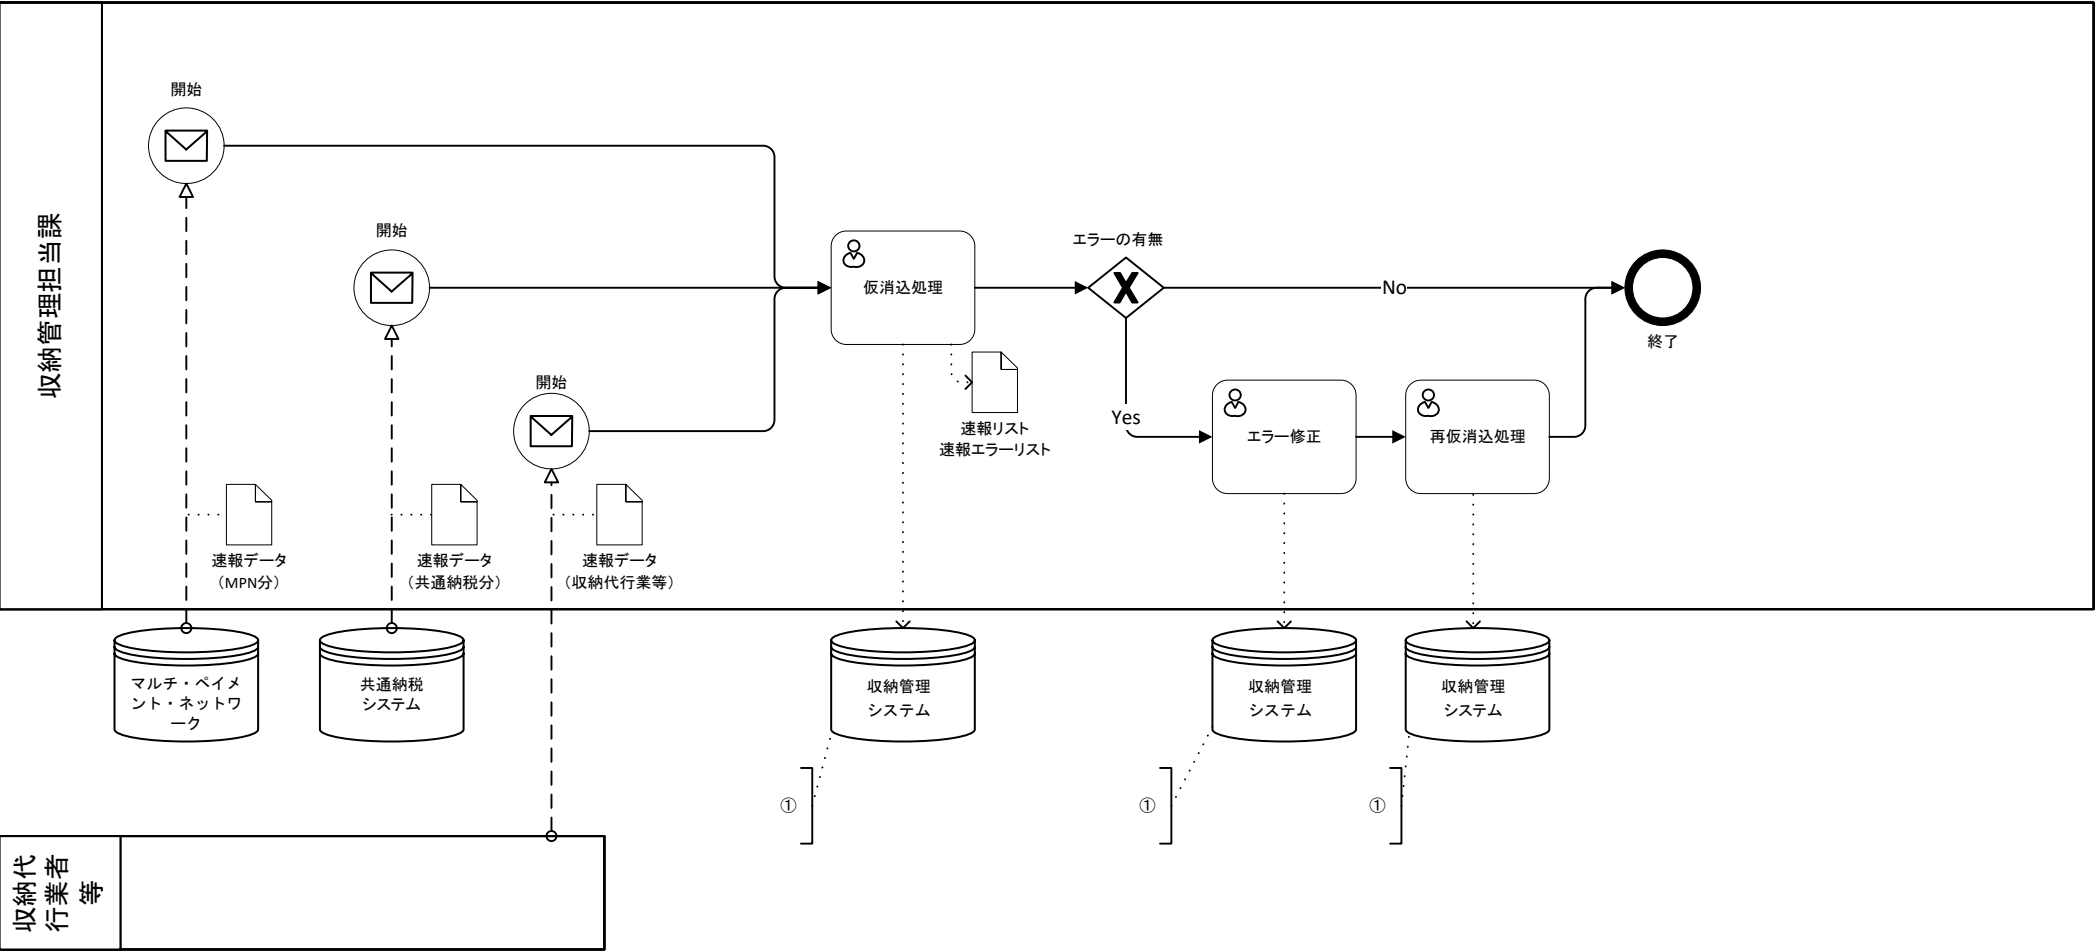 収納管理担当課
開始
開始
開始
速報データ
（MPN分）
速報データ
（共通納税分）
速報データ
（収納代行業等）
仮消込処理
速報リスト
速報エラーリスト
エラーの有無
No
Yes
エラー修正
再仮消込処理
終了
マルチ・ペイメ
ント・ネットワ
ーク
共通納税
システム
収納管理
システム
収納管理
システム
収納管理
システム
①
①
①
収納代
行業者
等